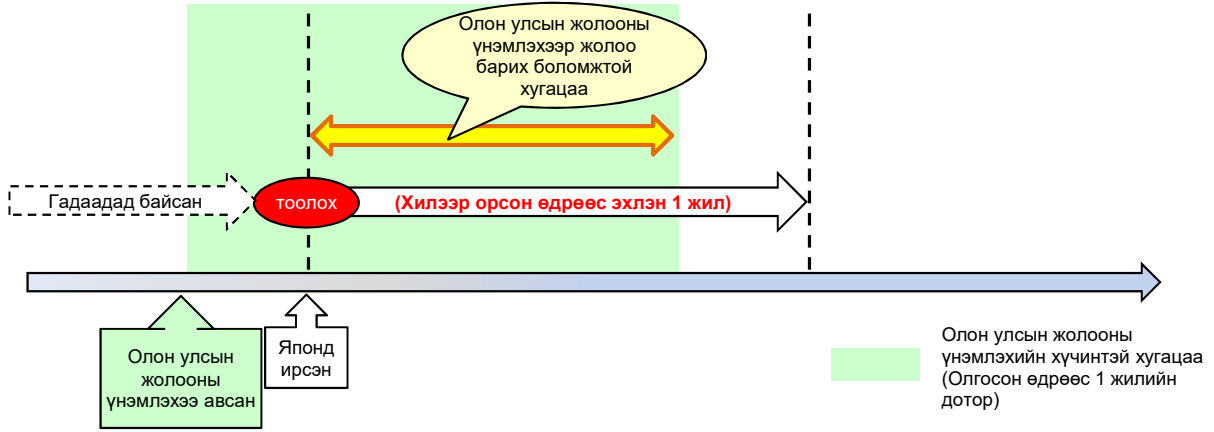 Олон улсын жолооны
үнэмлэхээр жолоо
барих боломжтой
хугацаа
Гадаадад байсан
тоолох
(Хилээр орсон өдрөөс эхлэн 1 жил)
Олон улсын
жолооны
үнэмлэхээ авсан
Японд
ирсэн
Олон улсын жолооны
үнэмлэхийн хүчинтэй хугацаа
(Олгосон өдрөөс 1 жилийн
дотор)